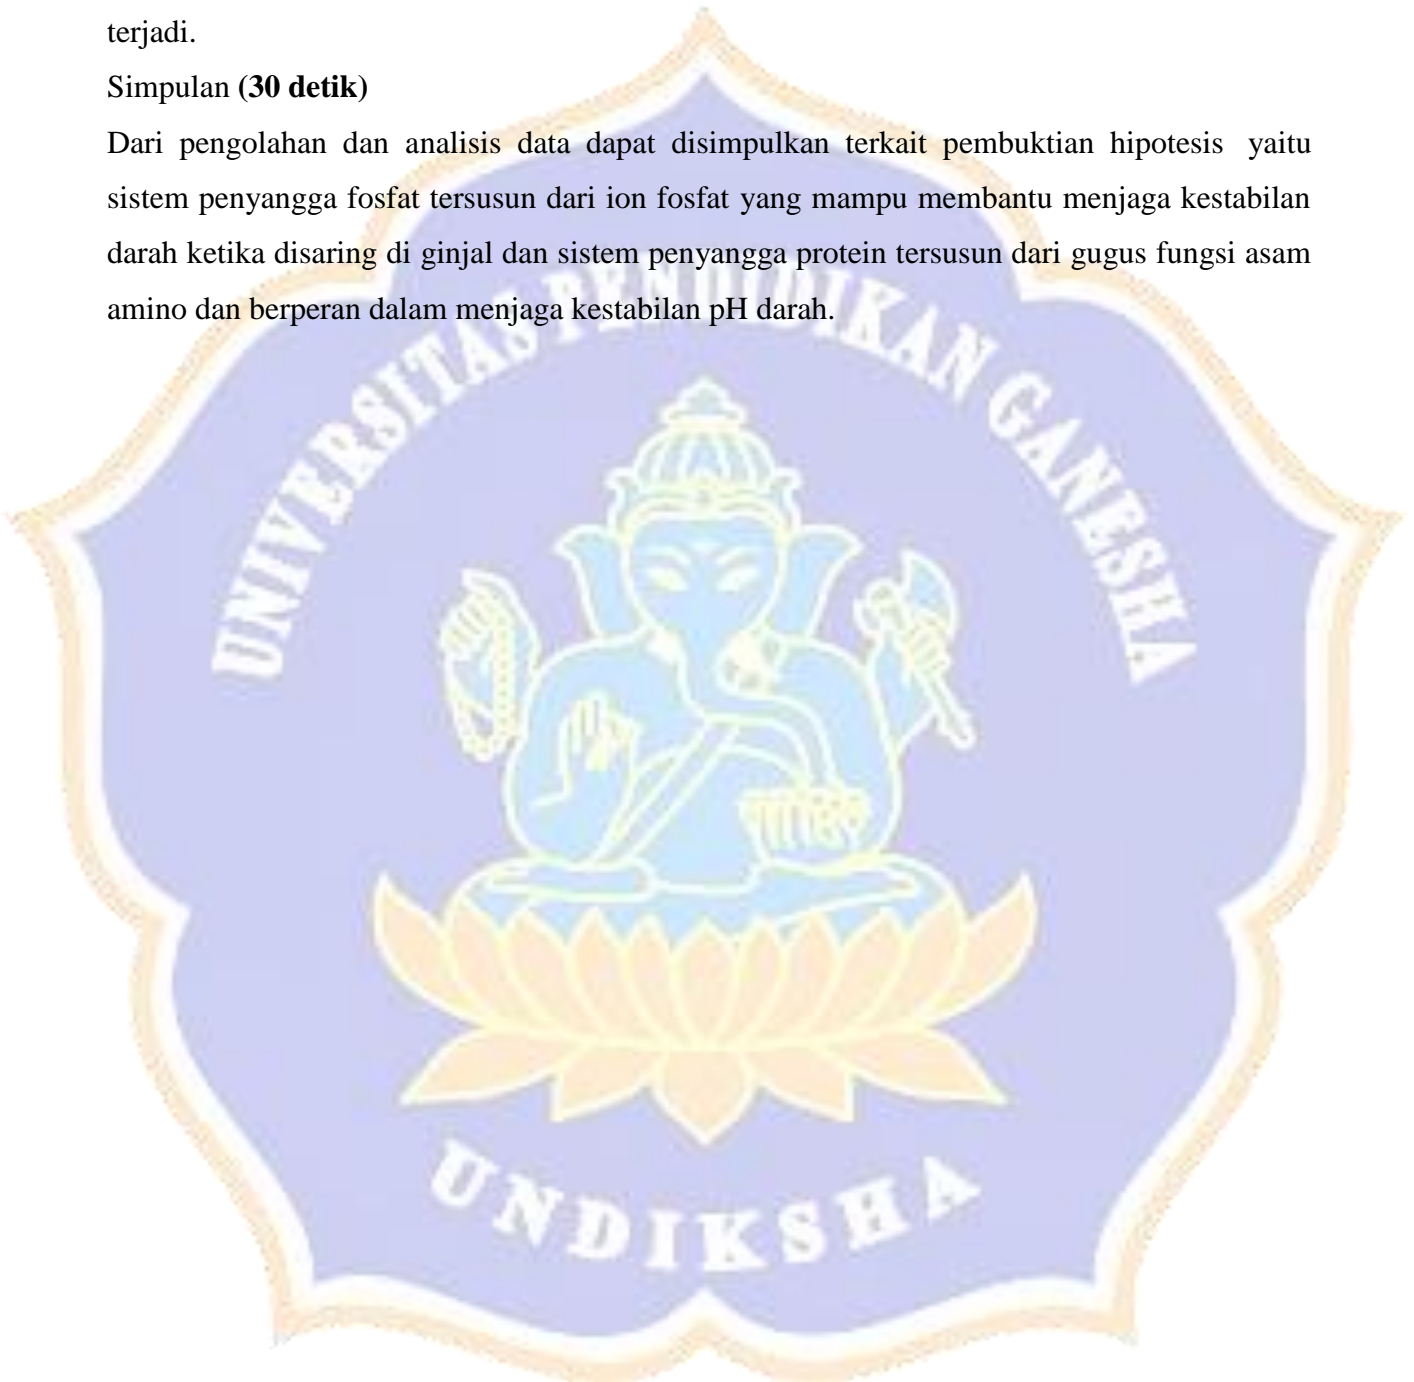 terjadi.
Simpulan (30 detik)
Dari pengolahan dan analisis data dapat disimpulkan terkait pembuktian hipotesis yaitu
sistem penyangga fosfat tersusun dari ion fosfat yang mampu membantu menjaga kestabilan
darah ketika disaring di ginjal dan sistem penyangga protein tersusun dari gugus fungsi asam
amino dan berperan dalam menjaga kestabilan pH darah.
UNIVERSITAS PENDIDIKAN GANESHA
UNDIKSHA